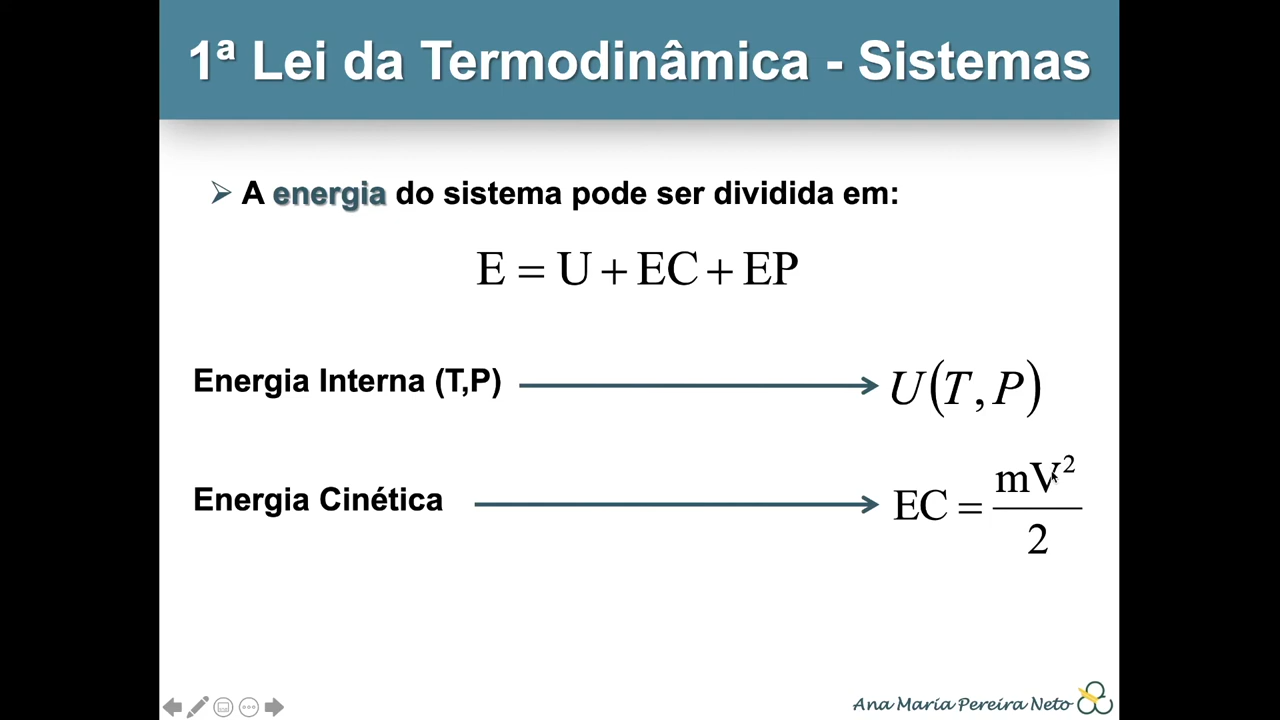 1ª Lei da Termodinâmica - Sistemas
A energia do sistema pode ser dividida em:
E = U + EC + EP
Energia Interna (T,P) U(T, P)
Energia Cinética EC = mV²/2
Ana Maria Pereira Neto